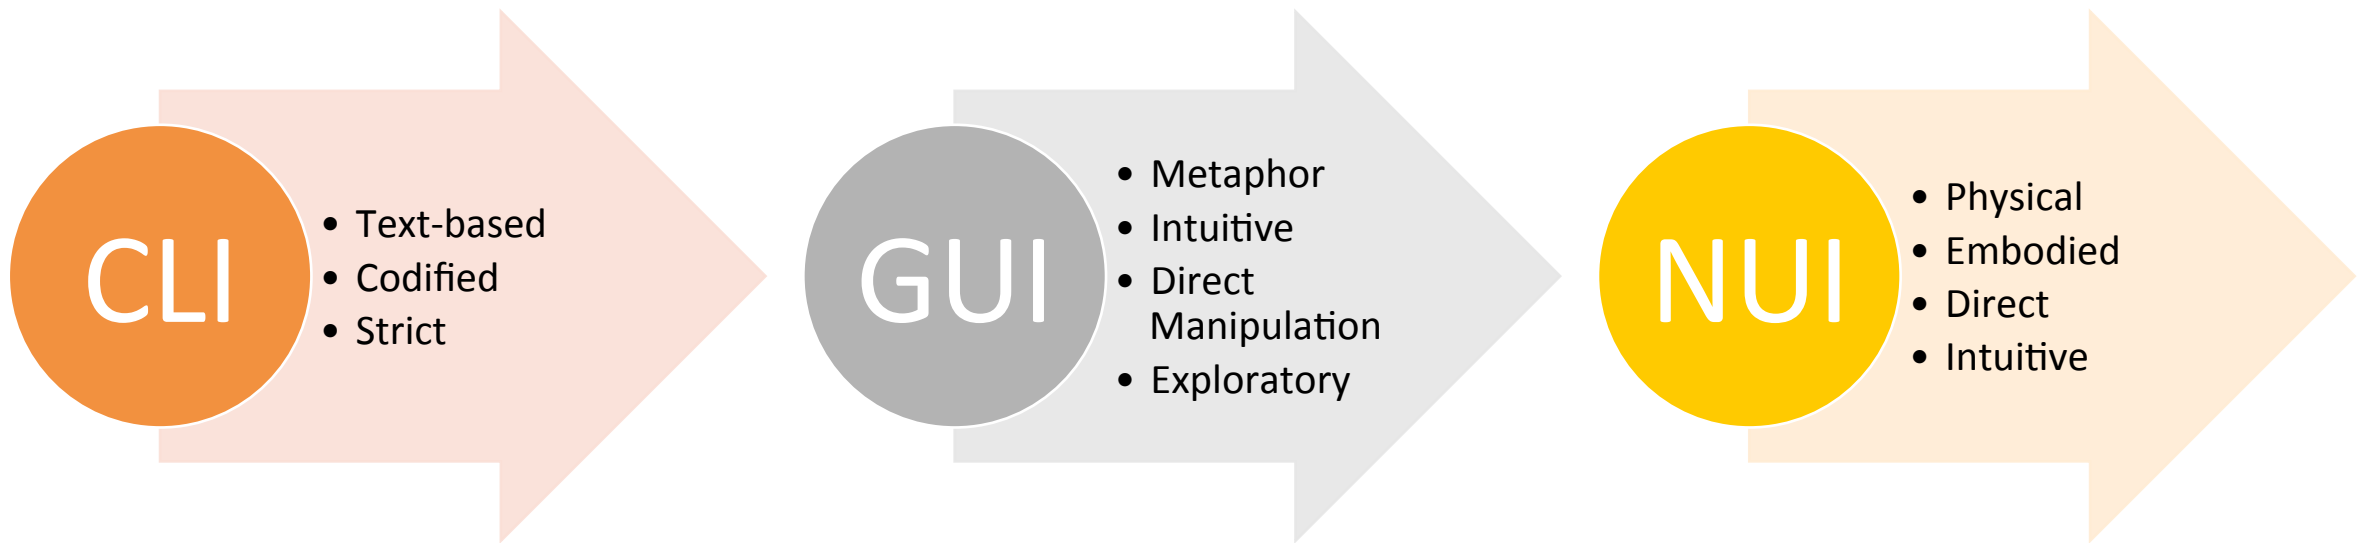 CLI
• Text-based
• Codified
• Strict
GUI
• Metaphor
• Intuitive
• Direct
Manipulation
• Exploratory
NUI
• Physical
• Embodied
• Direct
• Intuitive